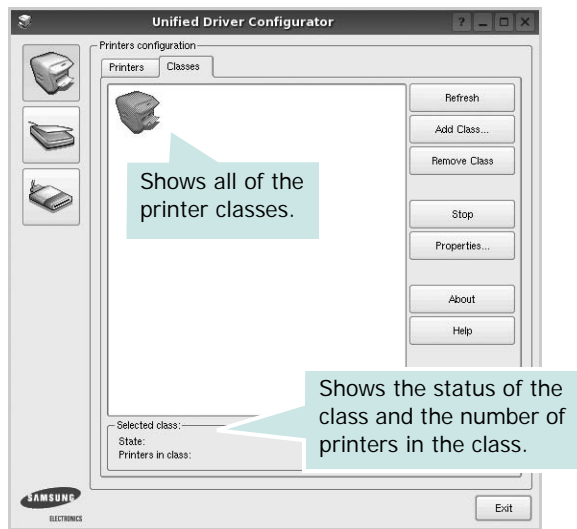 Unified Driver Configurator
Printers configuration
Printers
Classes
Refresh
Add Class...
Remove Class
Shows all of the
printer classes.
Stop
Properties...
About
Help
Shows the status of the
class and the number of
printers in the class.
Selected class:
State:
Printers in class:
SAMSUNG
ELECTRONICS
Exit